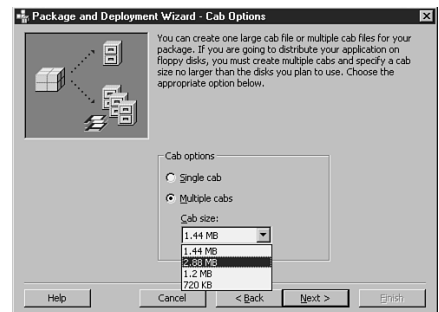 Package and Deployment Wizard - Cab Options
You can create one large cab file or multiple cab files for your
package. If you are going to distribute your application on
floppy disks, you must create multiple cabs and specify a cab
size no larger than the disks you plan to use. Choose the
appropriate option below.
Cab options
Single cab
Multiple cabs
Cab size:
1.44 MB
1.44 MB
2.88 MB
1.2 MB
720 KB
Help
Cancel
< Back
Next >
Finish